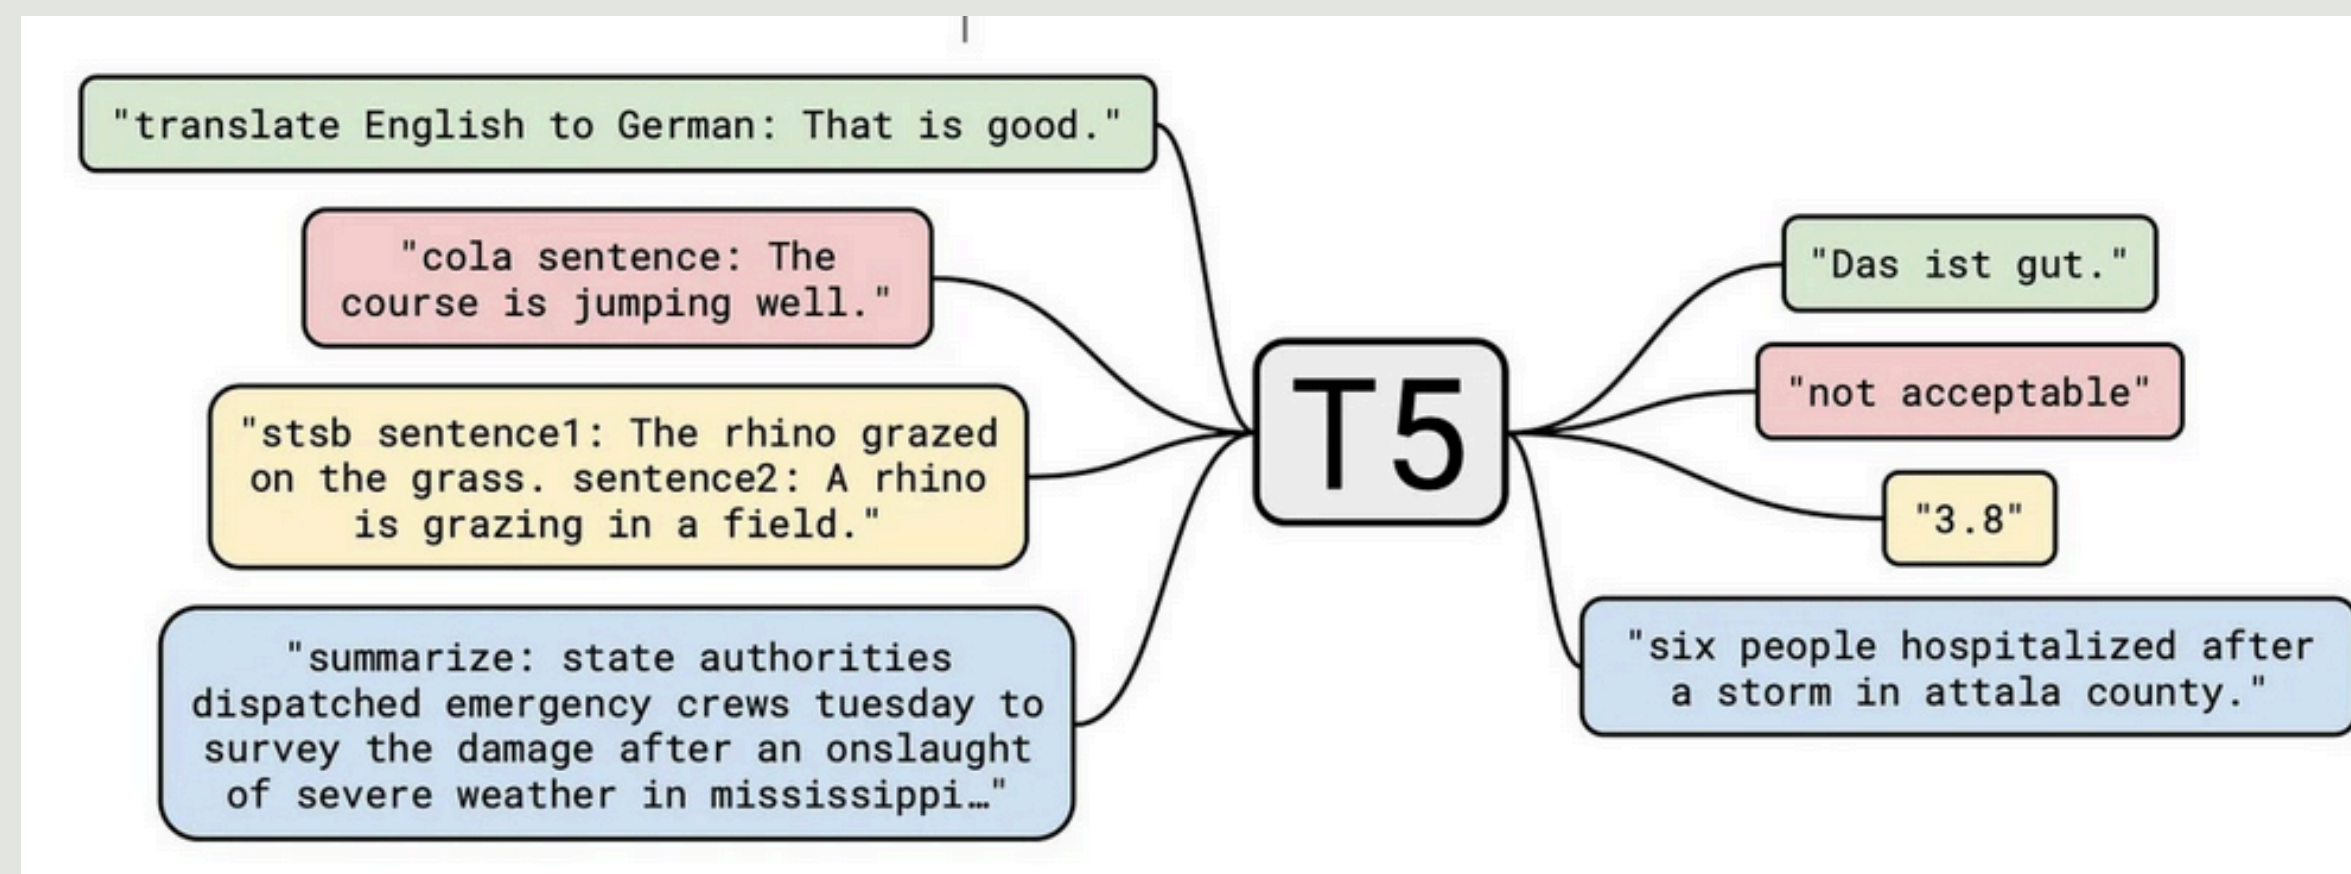 "translate English to German: That is good."
"cola sentence: The
course is jumping well."
"stsb sentence1: The rhino grazed
on the grass. sentence2: A rhino
is grazing in a field."
"summarize: state authorities
dispatched emergency crews tuesday to
survey the damage after an onslaught
of severe weather in mississippi…"
T5
"Das ist gut."
"not acceptable"
"3.8"
"six people hospitalized after
a storm in attala county."